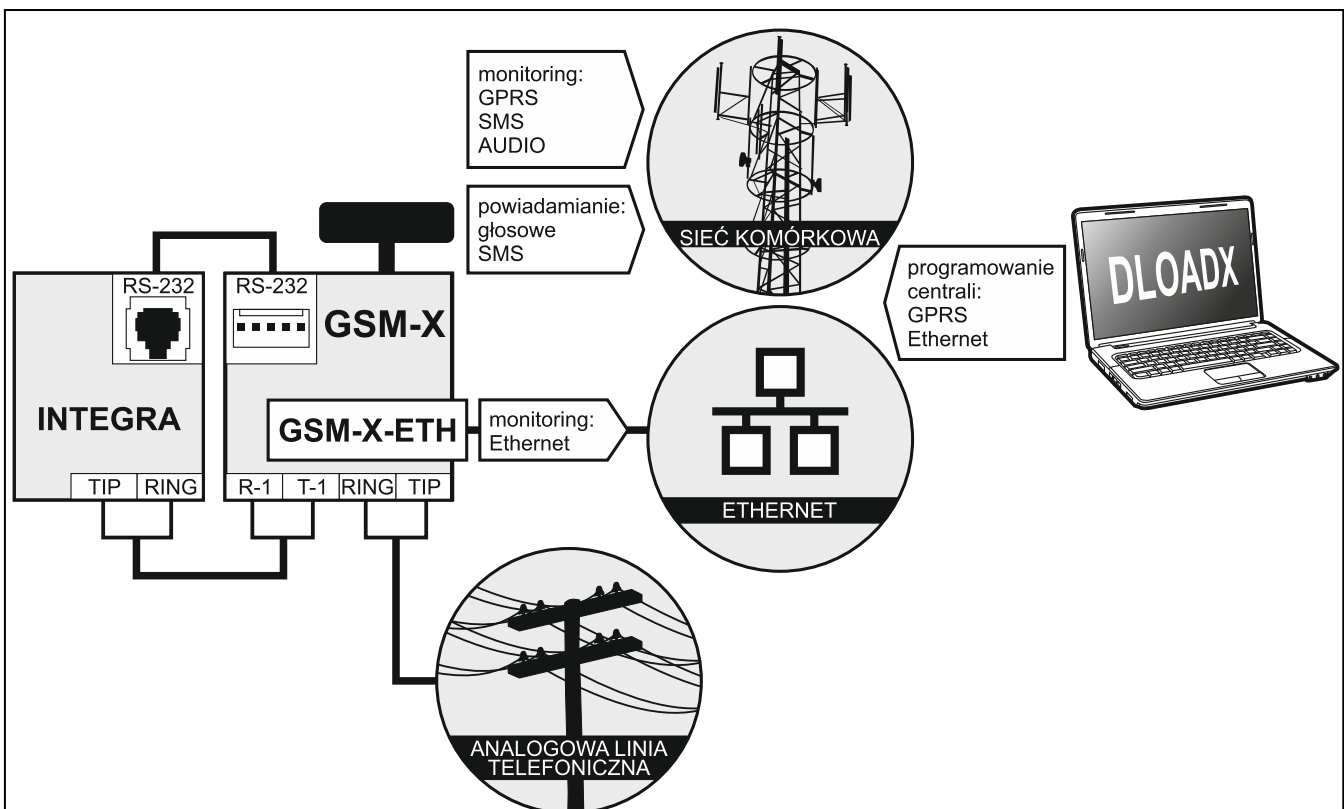 monitoring:
GPRS
SMS
AUDIO
powiadamianie:
głosowe
SMS
SIEĆ KOMÓRKOWA
programowanie
centrali:
GPRS
Ethernet
DLOADX
RS-232
RS-232
GSM-X
INTEGRA
GSM-X-ETH
monitoring:
Ethernet
TIP RING
R-1 T-1 RING TIP
ETHERNET
ANALOGOWA LINIA
TELEFONICZNA